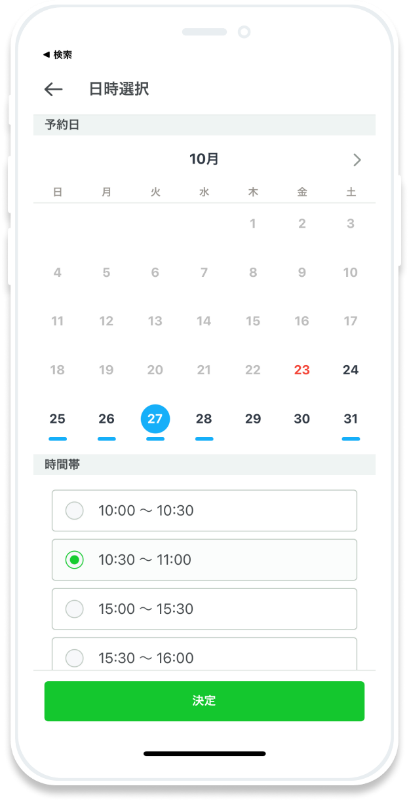 ◀ 検索
← 日時選択
予約日
10月 >
日 月 火 水 木 金 土
1 2 3
4 5 6 7 8 9 10
11 12 13 14 15 16 17
18 19 20 21 22 23 24
25 26 27 28 29 30 31
時間帯
10:00 〜 10:30
10:30 〜 11:00
15:00 〜 15:30
15:30 〜 16:00
決定